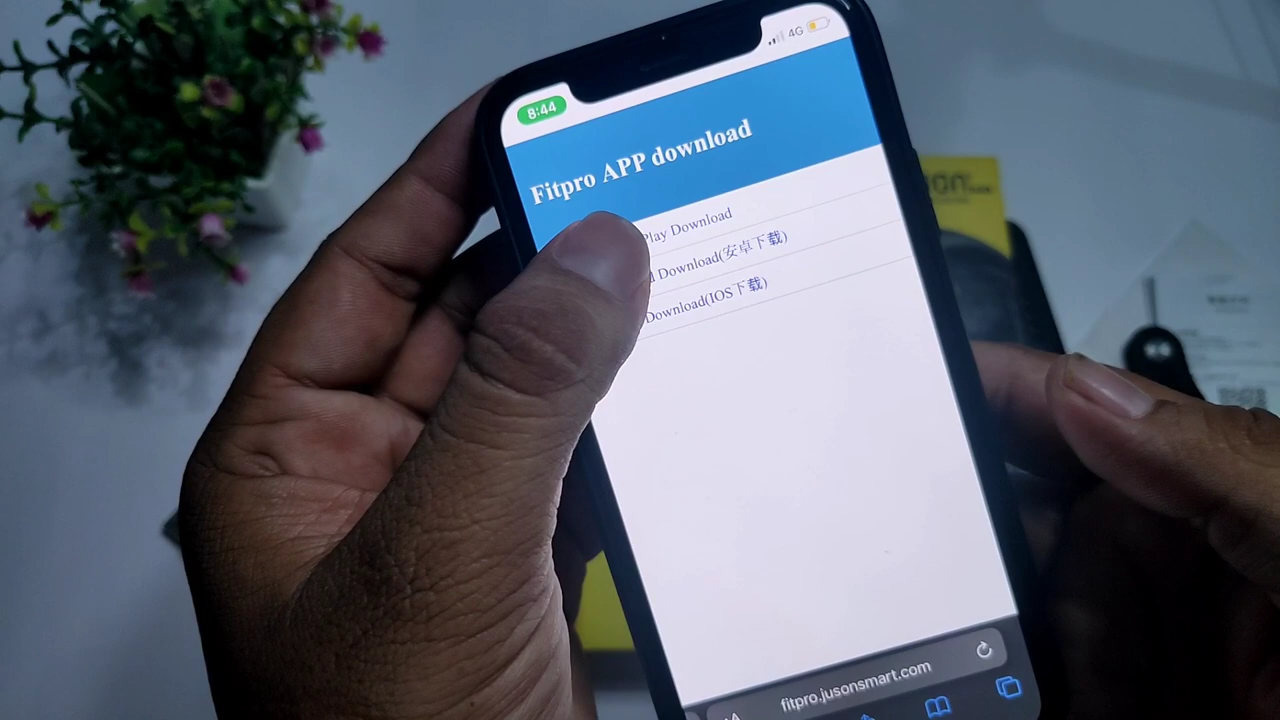 8:44
4G
Fitpro APP download
Play Download
Download(安卓下载)
Download(IOS下载)
fitpro.jusonsmart.com